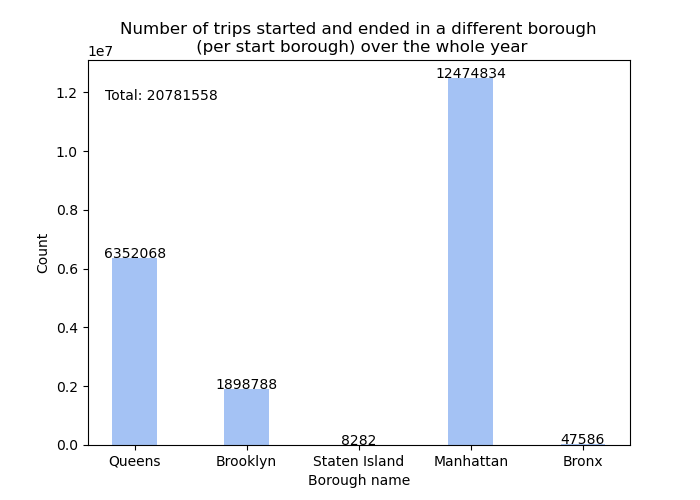 Number of trips started and ended in a different borough
(per start borough) over the whole year
1e7
12474834
1.2
Total: 20781558
1.0
0.8
6352068
0.6
0.4
1898788
0.2
8282
47586
0.0
Queens Brooklyn Staten Island Manhattan Bronx
Count
Borough name